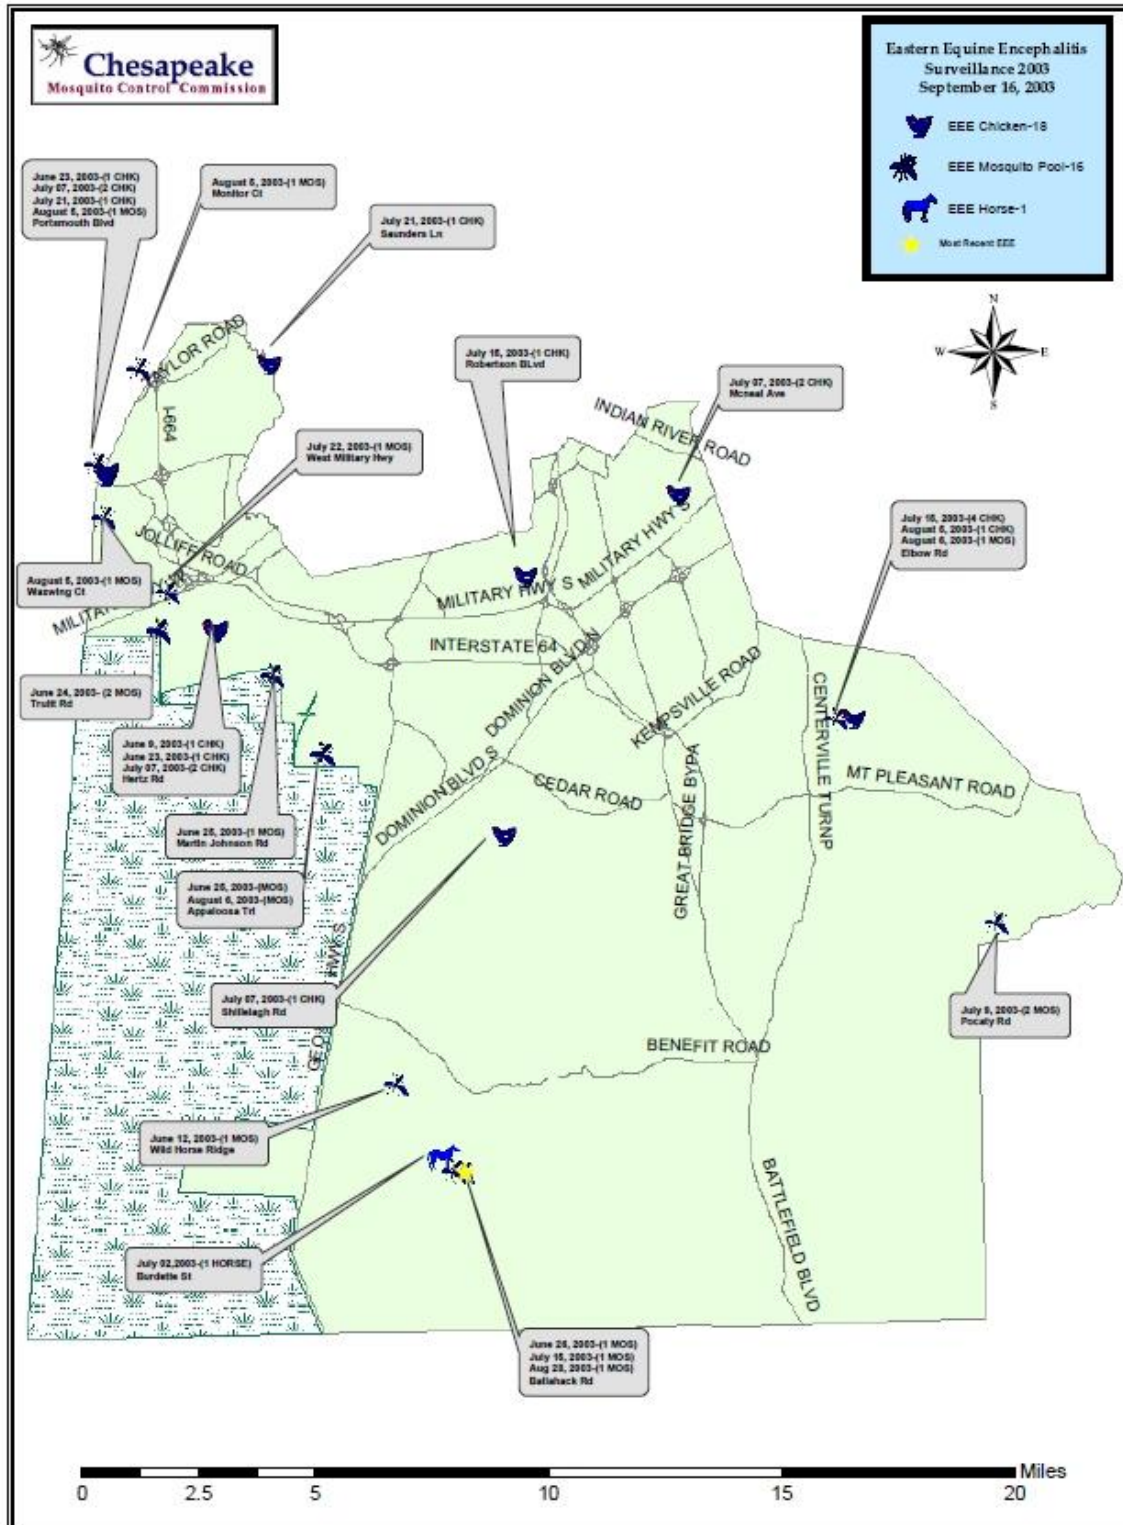 Chesapeake
Mosquito Control Commission
Eastern Equine Encephalitis
Surveillance 2003
September 16, 2003
EEE Chicken-18
EEE Mosquito Pool-16
EEE Horse-1
Most Recent EEE
June 23, 2003-(1 CHK)
July 07, 2003-(2 CHK)
July 21, 2003-(1 CHK)
August 5, 2003-(1 MOS)
Portsmouth Blvd
August 5, 2003-(1 MOS)
Monitor Ct
July 21, 2003-(1 CHK)
Saunders Ln
N
W
E
S
TAYLOR ROAD
I-664
July 15, 2003-(1 CHK)
Robertson BLvd
July 07, 2003-(2 CHK)
Mcneal Ave
INDIAN RIVER ROAD
July 22, 2003-(1 MOS)
West Military Hwy
JOLLIFF ROAD
MILITARY HWY S
MILITARY HWY S
July 15, 2003-(4 CHK)
August 5, 2003-(1 CHK)
August 6, 2003-(1 MOS)
Elbow Rd
August 5, 2003-(1 MOS)
Waxwing Ct
MILITARY
INTERSTATE 64
DOMINION BLVD N
KEMPSVILLE ROAD
CENTERVILLE TURNP
June 24, 2003- (2 MOS)
Truitt Rd
June 9, 2003-(1 CHK)
June 23, 2003-(1 CHK)
July 07, 2003-(2 CHK)
Hertz Rd
DOMINION BLVD S
CEDAR ROAD
MT PLEASANT ROAD
GREAT BRIDGE BYPA
June 25, 2003-(1 MOS)
Martin Johnson Rd
June 25, 2003-(MOS)
August 6, 2003-(MOS)
Appaloosa Trl
HWY S
July 07, 2003-(1 CHK)
Shillelagh Rd
July 9, 2003-(2 MOS)
Pocaty Rd
BENEFIT ROAD
June 12, 2003-(1 MOS)
Wild Horse Ridge
BATTLEFIELD BLVD
July 02,2003-(1 HORSE)
Burdette St
June 26, 2003-(1 MOS)
July 15, 2003-(1 MOS)
Aug 28, 2003-(1 MOS)
Ballahack Rd
Miles
0 2.5 5 10 15 20